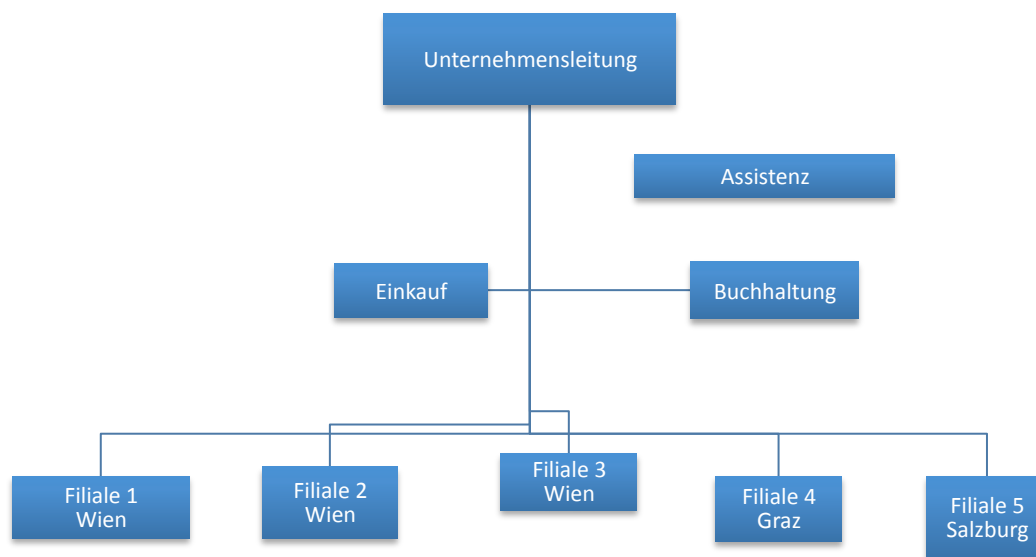 Unternehmensleitung
Assistenz
Einkauf
Buchhaltung
Filiale 1
Wien
Filiale 2
Wien
Filiale 3
Wien
Filiale 4
Graz
Filiale 5
Salzburg